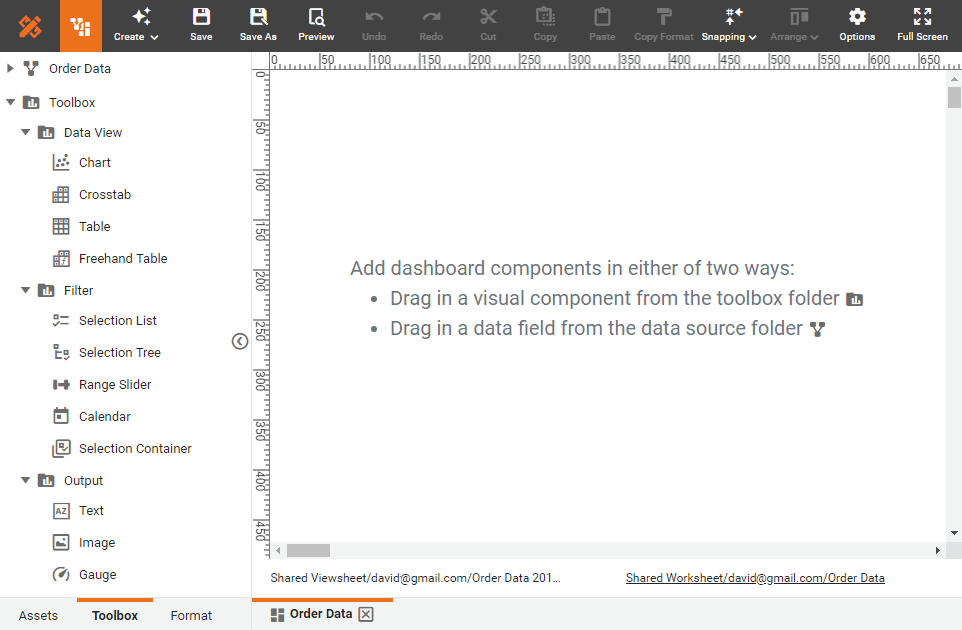 Create
Save
Save As
Preview
Undo
Redo
Cut
Copy
Paste
Copy Format
Snapping
Arrange
Options
Full Screen
Order Data
Toolbox
Data View
Chart
Crosstab
Table
Freehand Table
Filter
Selection List
Selection Tree
Range Slider
Calendar
Selection Container
Output
Text
Image
Gauge
0 50 100 150 200 250 300 350 400 450 500 550 600 650
0
50
100
150
200
250
300
350
400
450
Add dashboard components in either of two ways:
• Drag in a visual component from the toolbox folder
• Drag in a data field from the data source folder
Shared Viewsheet/david@gmail.com/Order Data 201...
Shared Worksheet/david@gmail.com/Order Data
Assets
Toolbox
Format
Order Data